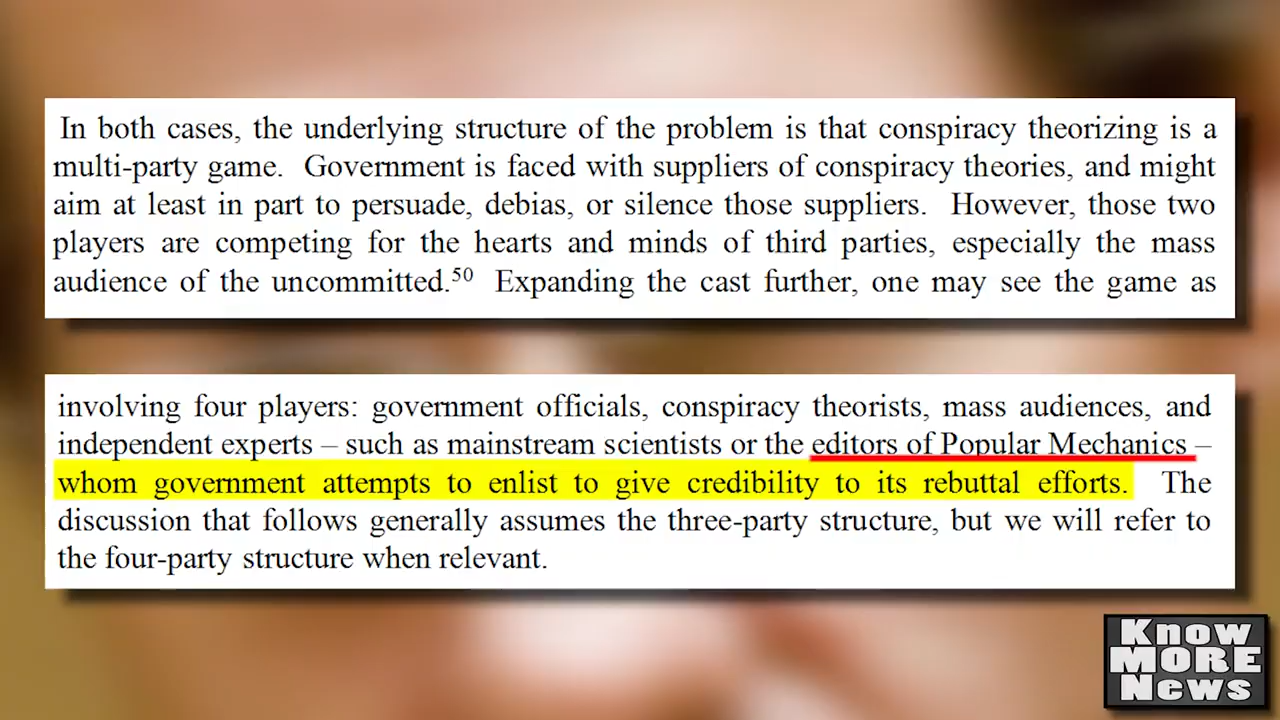 In both cases, the underlying structure of the problem is that conspiracy theorizing is a
multi-party game. Government is faced with suppliers of conspiracy theories, and might
aim at least in part to persuade, debias, or silence those suppliers. However, those two
players are competing for the hearts and minds of third parties, especially the mass
audience of the uncommitted.50 Expanding the cast further, one may see the game as
involving four players: government officials, conspiracy theorists, mass audiences, and
independent experts – such as mainstream scientists or the editors of Popular Mechanics –
whom government attempts to enlist to give credibility to its rebuttal efforts. The
discussion that follows generally assumes the three-party structure, but we will refer to
the four-party structure when relevant.
Know
MORE
News